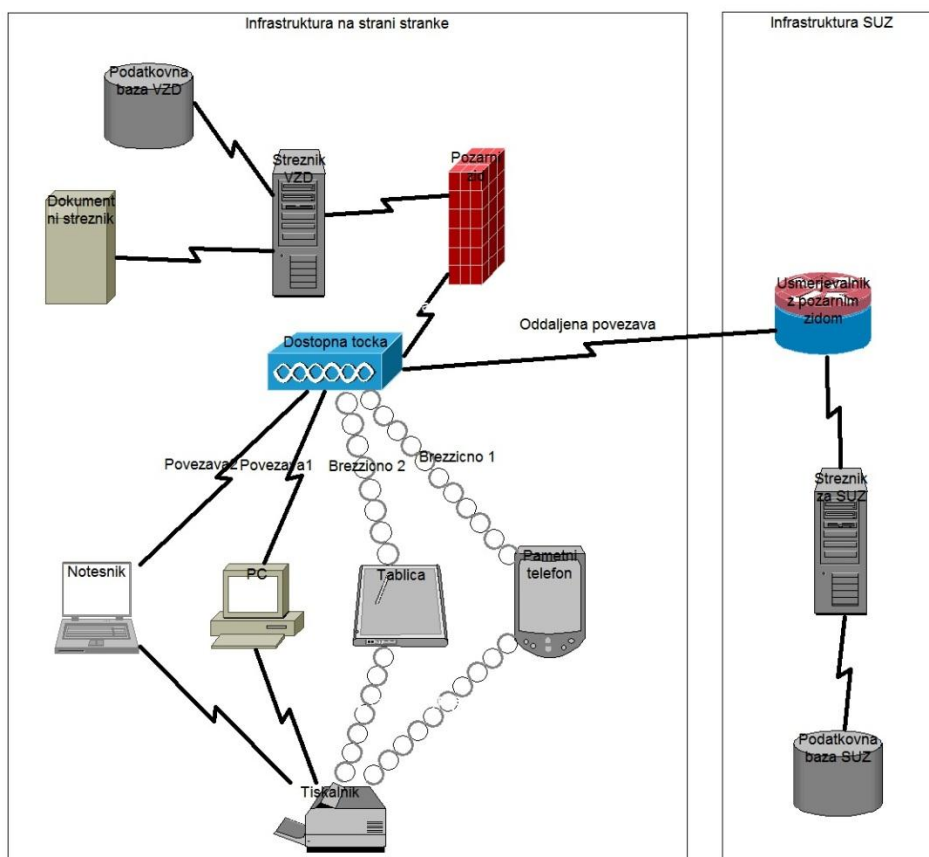 Infrastruktura na strani stranke
Infrastruktura SUZ
Podatkovna
baza VZD
Streznik
VZD
Pozarni
zid
Dokument
ni streznik
Usmerjevalnik
z pozarnim
zidom
Oddaljena povezava
Dostopna tocka
Povezava2
Povezava1
Brezzicno 2
Brezzicno 1
Streznik
za SUZ
Notesnik
PC
Tablica
Pametni
telefon
Podatkovna
baza SUZ
Tiskalnik